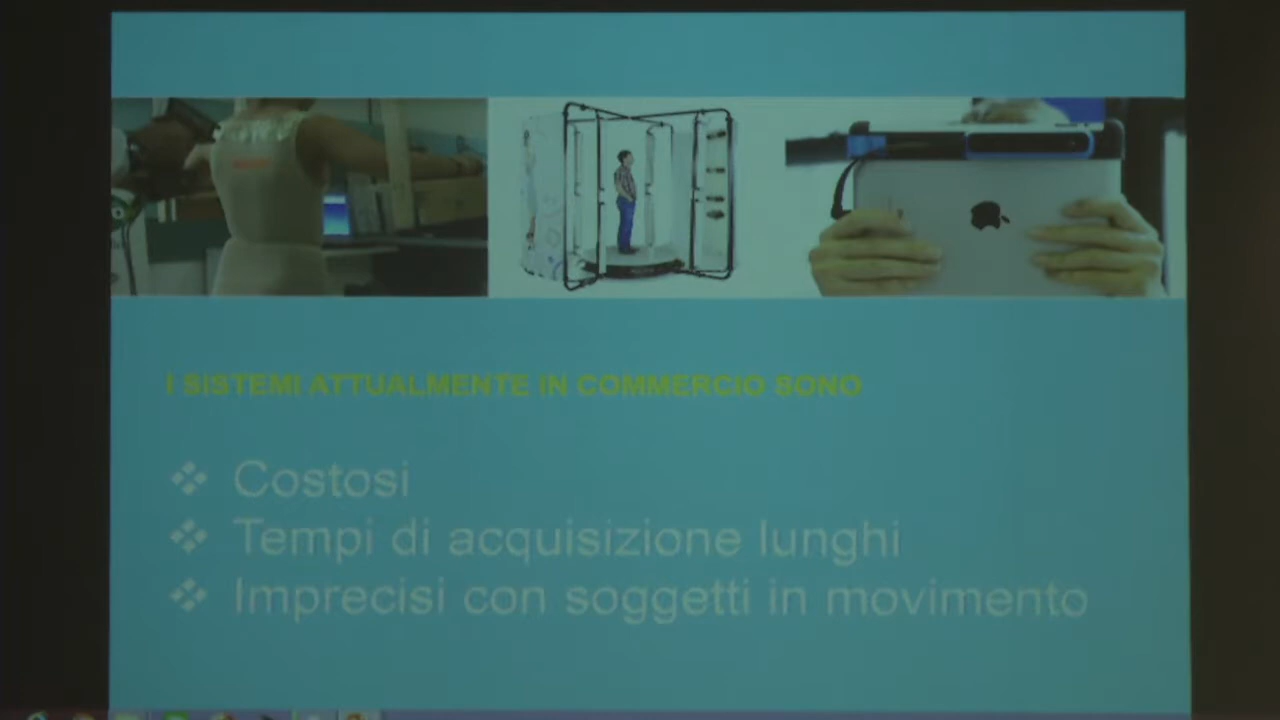 I SISTEMI ATTUALMENTE IN COMMERCIO SONO
Costosi
Tempi di acquisizione lunghi
Imprecisi con soggetti in movimento